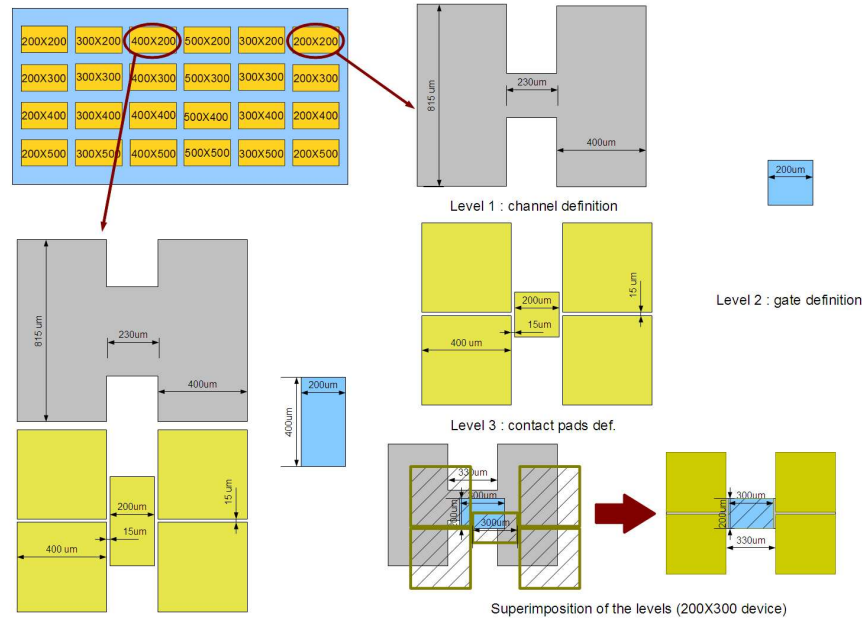 200X200 300X200 400X200 500X200 300X200 200X200
200X300 300X300 400X300 500X300 300X300 200X300
200X400 300X400 400X400 500X400 300X400 200X400
200X500 300X500 400X500 500X500 300X500 200X500
815 um
230um
400um
Level 1 : channel definition
200um
Level 2 : gate definition
200um
15 um
15um
400 um
Level 3 : contact pads def.
815 um
230um
400um
200um
400um
200um
15 um
15um
400 um
330um
300um
200um
300um
300um
200um
330um
Superimposition of the levels (200X300 device)